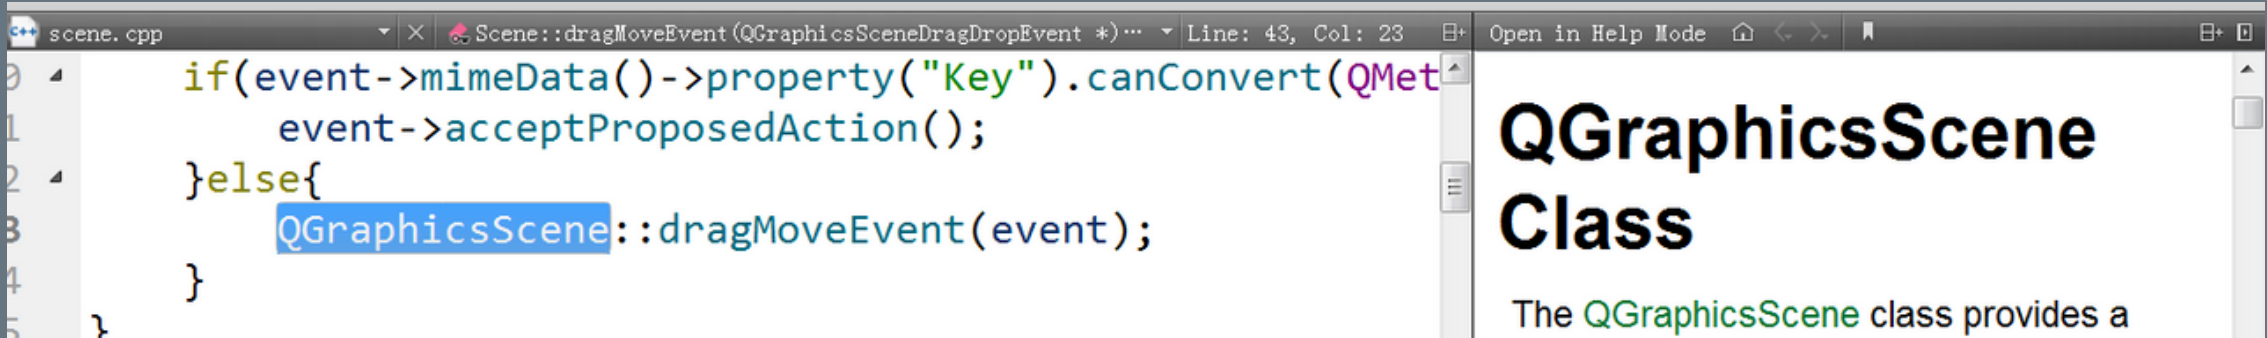 scene.cpp
Scene::dragMoveEvent(QGraphicsSceneDragDropEvent *)…
Line: 43, Col: 23
if(event->mimeData()->property("Key").canConvert(QMet
event->acceptProposedAction();
}else{
QGraphicsScene::dragMoveEvent(event);
}
}
Open in Help Mode
QGraphicsScene
Class
The QGraphicsScene class provides a